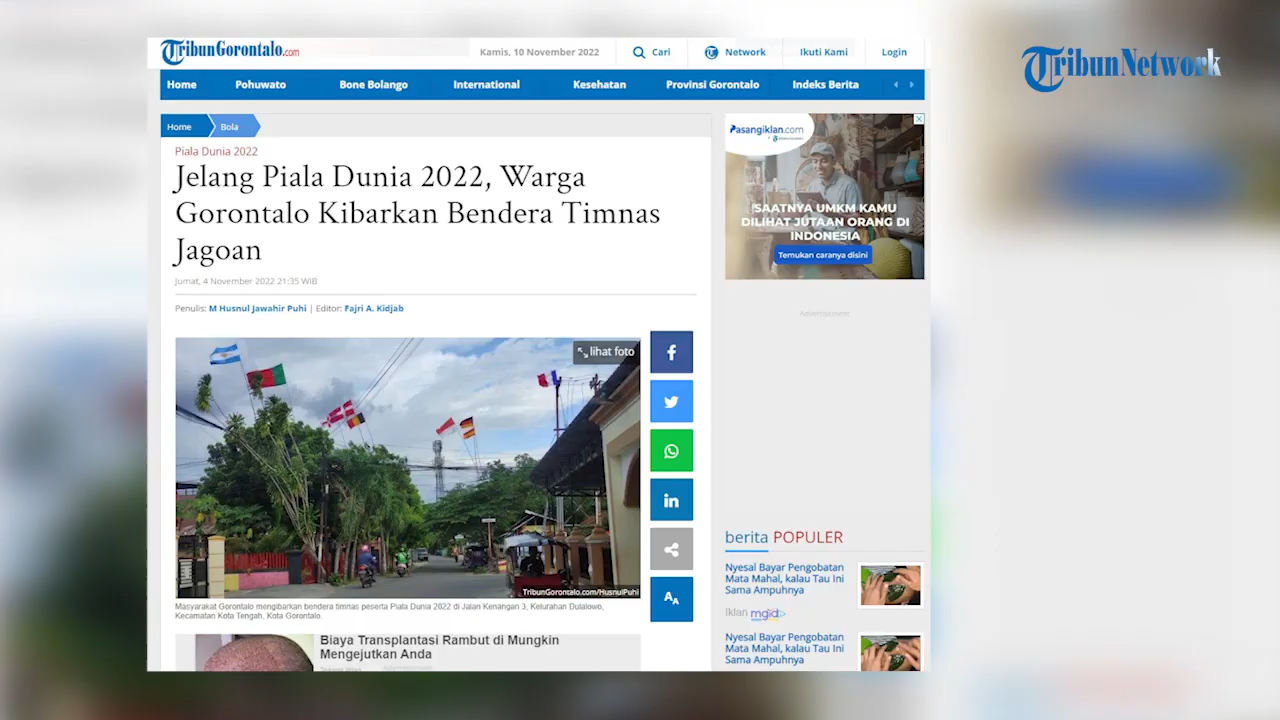 TribunGorontalo.com
Kamis, 10 November 2022
Cari
Network
Ikuti Kami
Login
TribunNetwork
Home
Pohuwato
Bone Bolango
International
Kesehatan
Provinsi Gorontalo
Indeks Berita
Home
Bola
Piala Dunia 2022
Jelang Piala Dunia 2022, Warga
Gorontalo Kibarkan Bendera Timnas
Jagoan
Jumat, 4 November 2022 21:35 WIB
Penulis: M Husnul Jawahir Puhi | Editor: Fajri A. Kidjab
lihat foto
TribunGorontalo.com/HusnulPuhi
Masyarakat Gorontalo mengibarkan bendera timnas peserta Piala Dunia 2022 di Jalan Kenangan 3, Kelurahan Dulalowo,
Kecamatan Kota Tengah, Kota Gorontalo.
AA
Biaya Transplantasi Rambut di Mungkin
Mengejutkan Anda
Advertisement
Pasangiklan.com
SAATNYA UMKM KAMU
DILIHAT JUTAAN ORANG DI
INDONESIA
Temukan caranya disini
Advertisement
berita POPULER
Nyesal Bayar Pengobatan
Mata Mahal, kalau Tau Ini
Sama Ampuhnya
Iklan mgid
Nyesal Bayar Pengobatan
Mata Mahal, kalau Tau Ini
Sama Ampuhnya